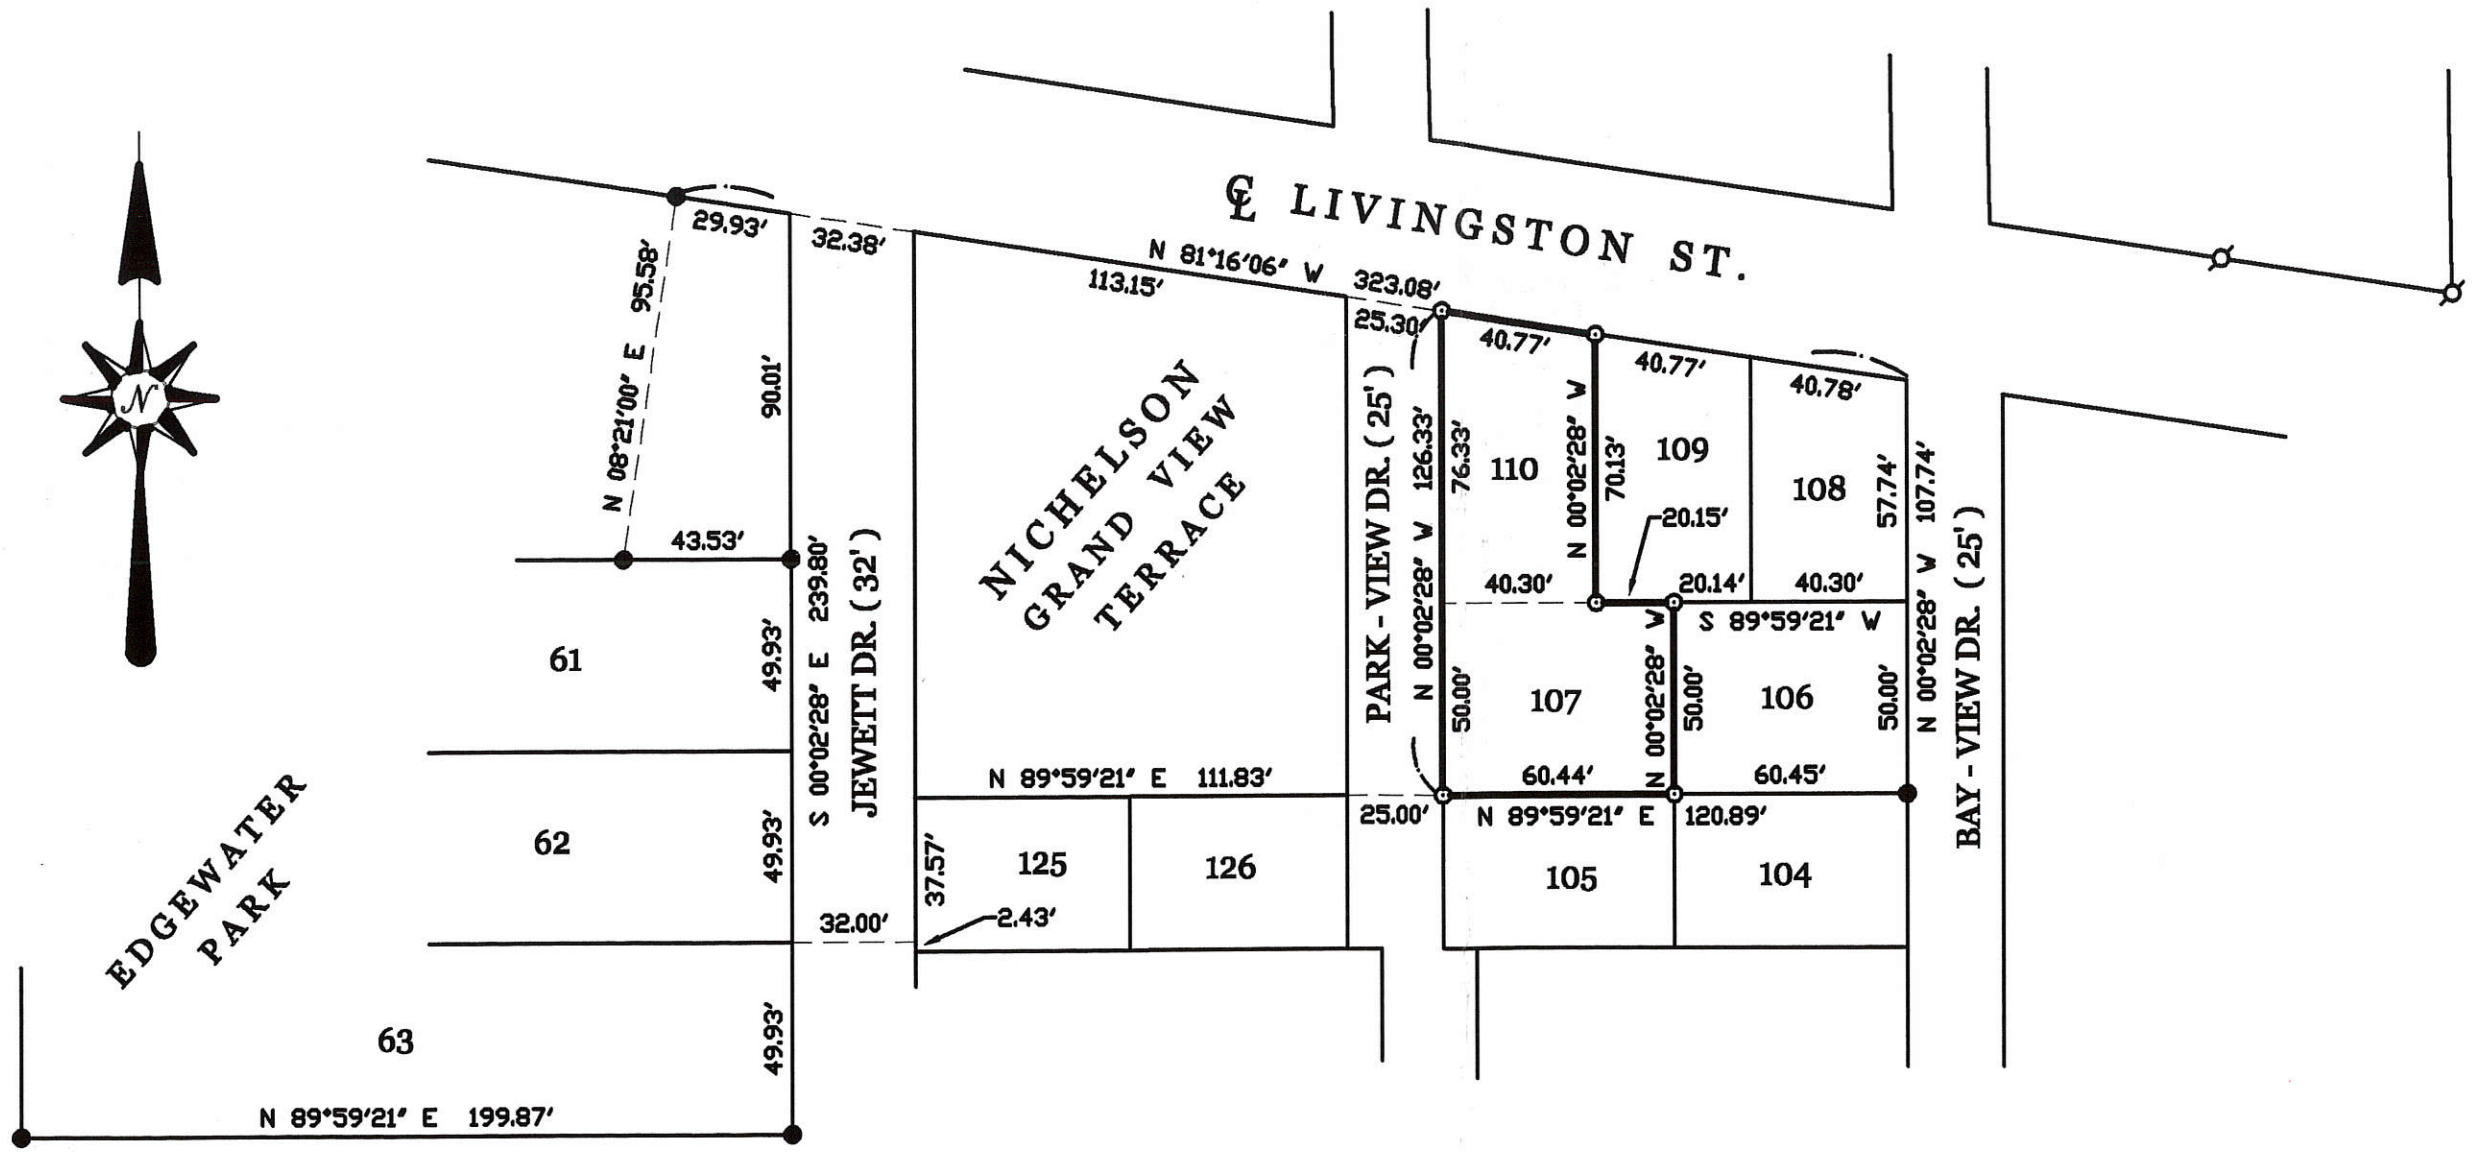 ℄ LIVINGSTON ST.
29.93'
32.38'
N 81°16'06" W 323.08'
113.15'
25.30'
40.77'
40.77'
40.78'
N 08°21'00" E 95.58'
90.01'
43.53'
N
NICHELSON
GRAND VIEW
TERRACE
PARK - VIEW DR. (25')
N 00°02'28" W 126.33'
76.33'
110
N 00°02'28" W
70.13'
109
108
57.74'
N 00°02'28" W 107.74'
BAY - VIEW DR. (25')
20.15'
40.30'
20.14'
40.30'
S 89°59'21" W
61
49.93'
S 00°02'28" E 239.80'
JEWETT DR. (32')
50.00'
107
N 00°02'28" W
50.00'
106
50.00'
N 89°59'21" E 111.83'
60.44'
60.45'
25.00'
N 89°59'21" E 120.89'
EDGEWATER
PARK
62
49.93'
37.57'
125
126
105
104
32.00'
2.43'
63
49.93'
N 89°59'21" E 199.87'